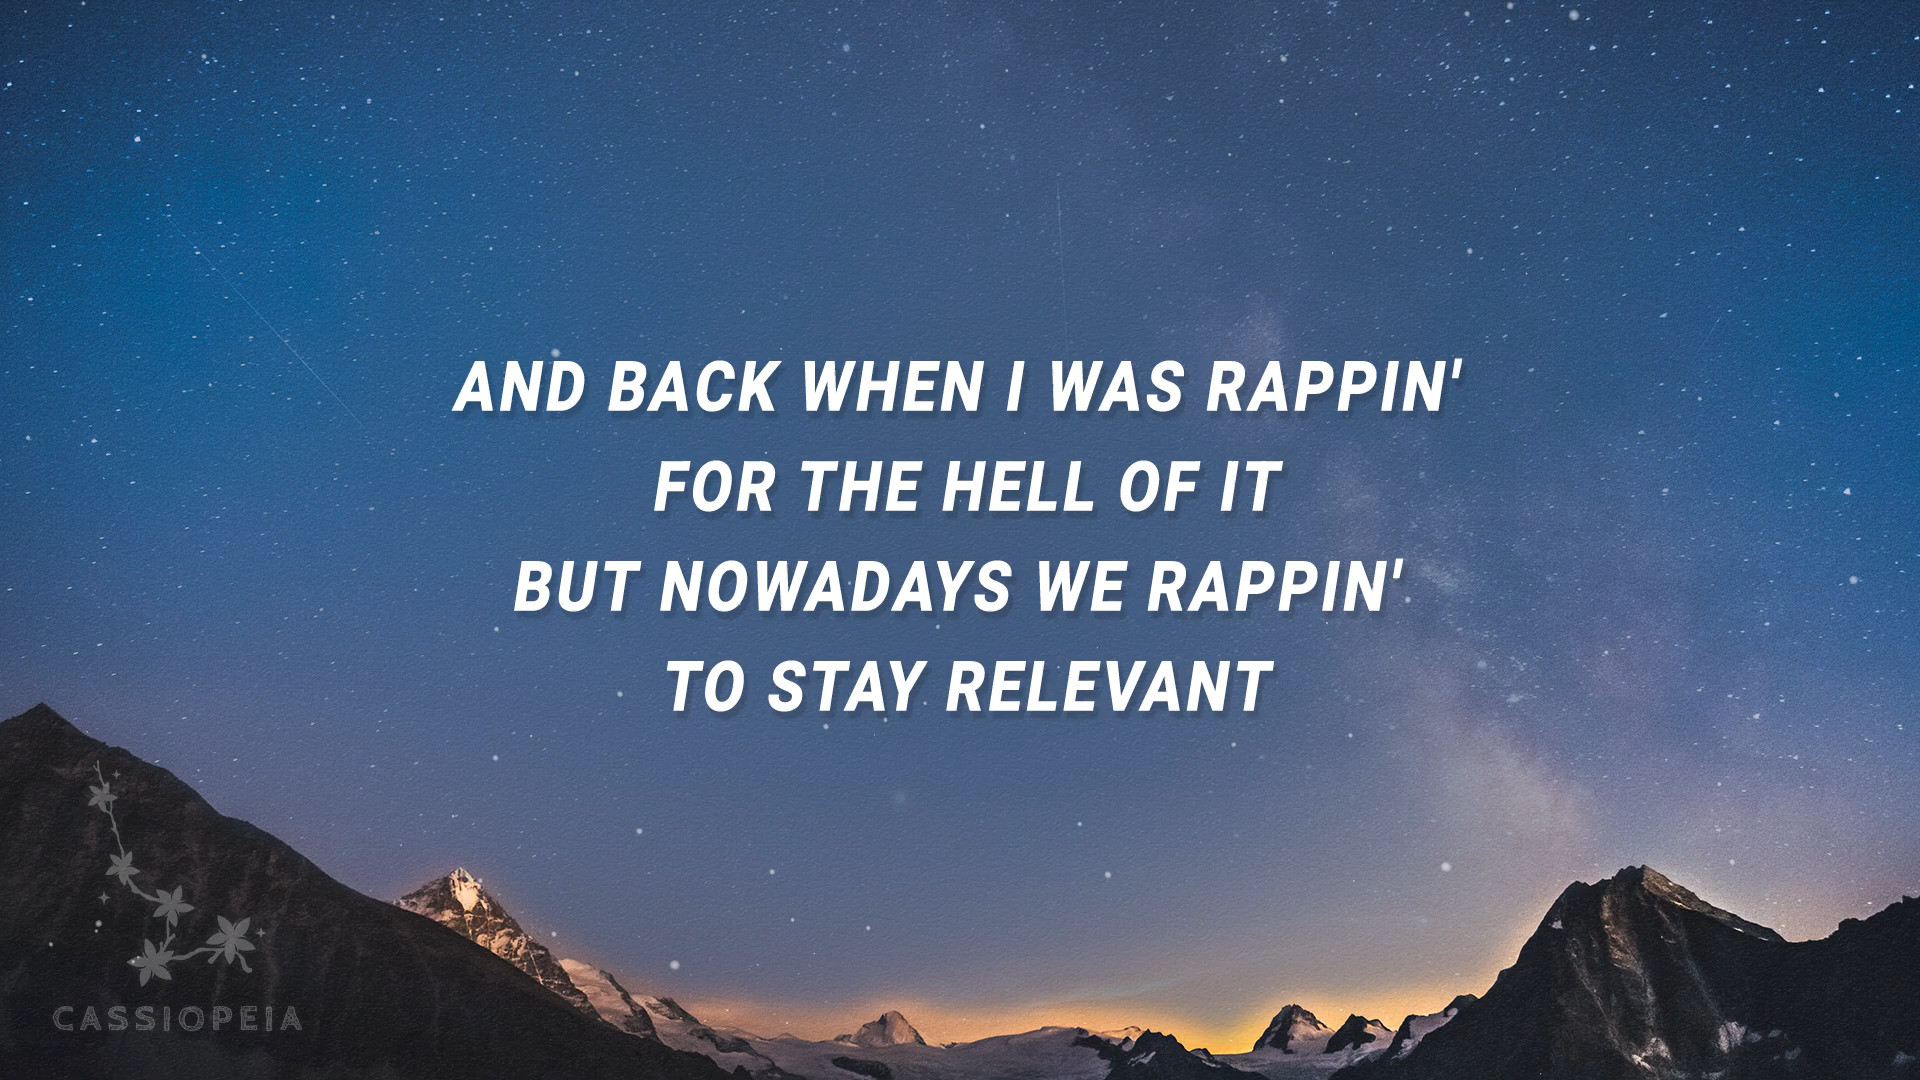 AND BACK WHEN I WAS RAPPIN'
FOR THE HELL OF IT
BUT NOWADAYS WE RAPPIN'
TO STAY RELEVANT
CASSIOPEIA